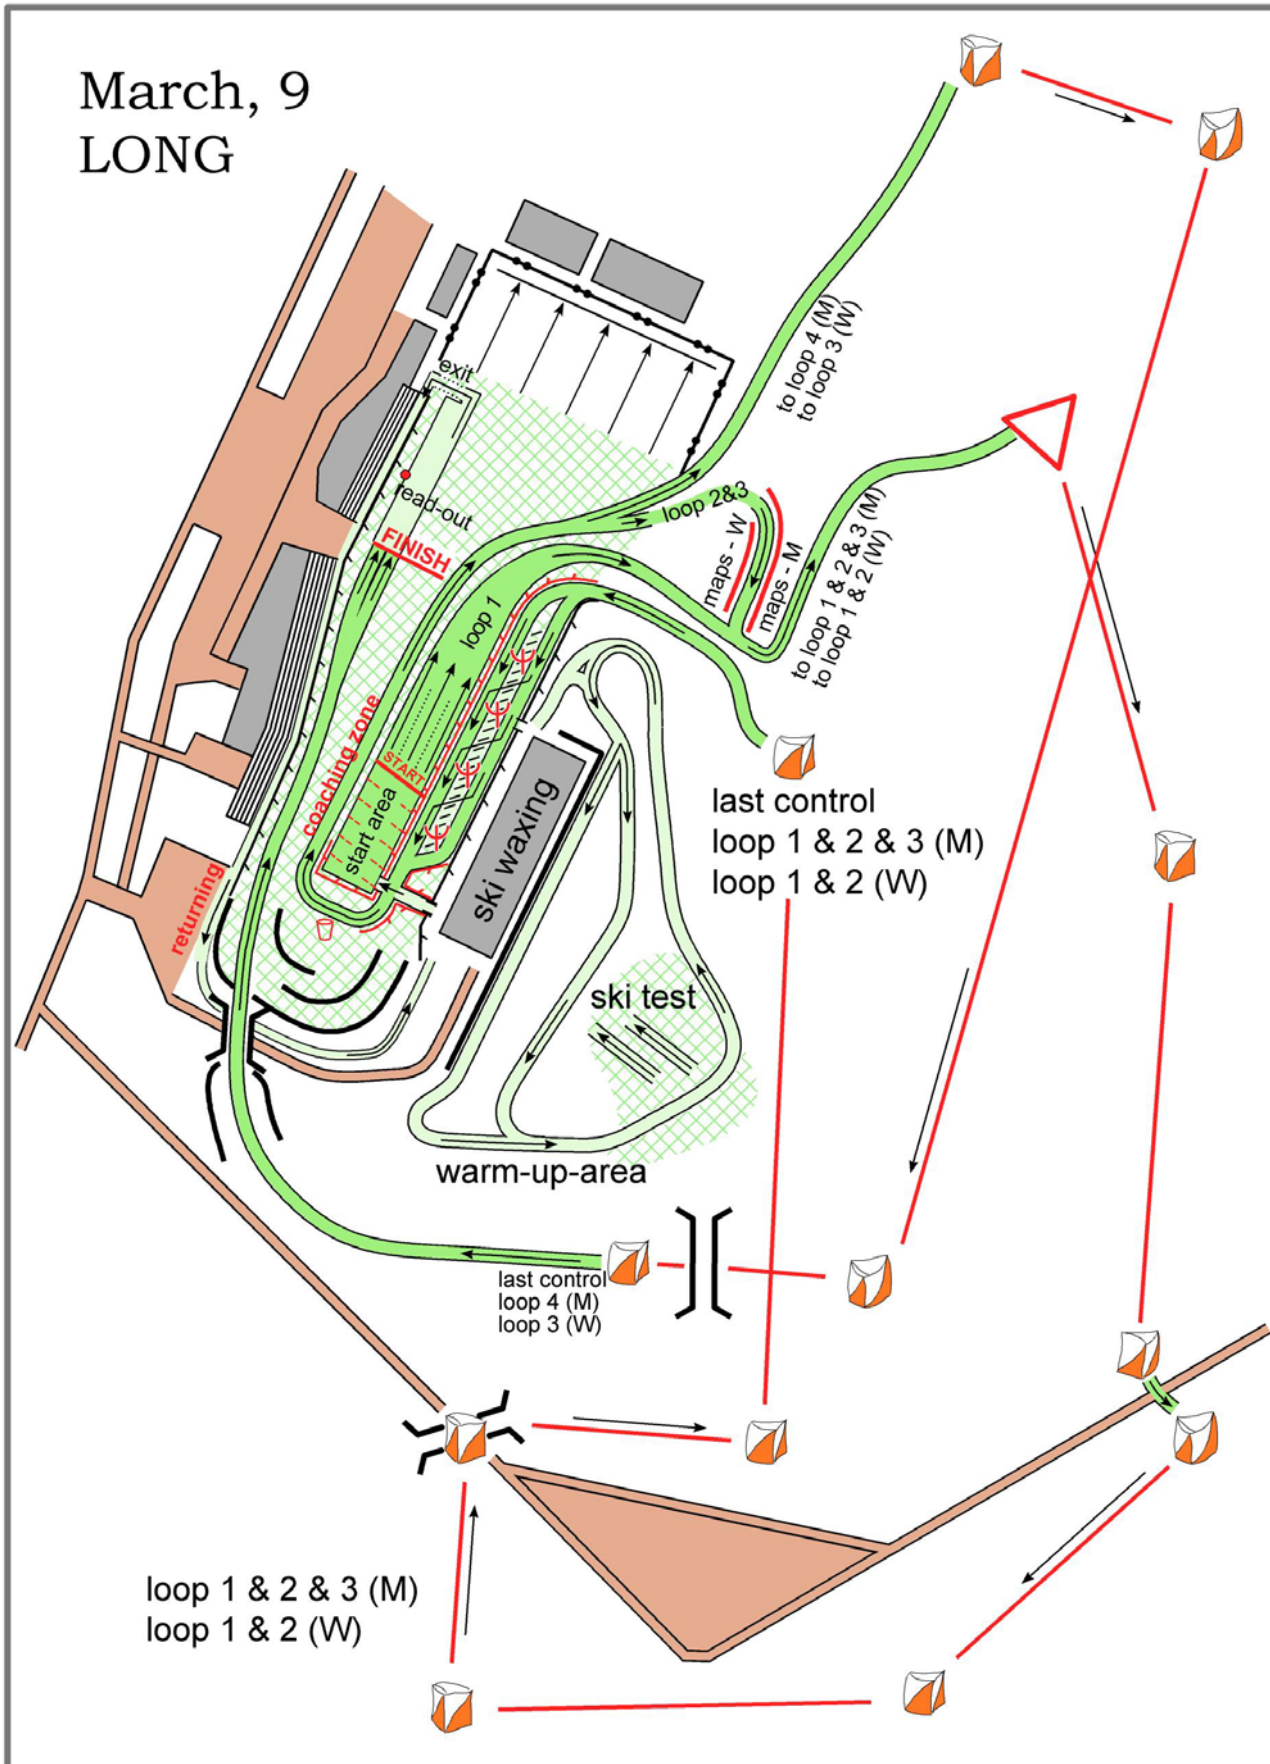 March, 9
LONG
to loop 4 (M)
to loop 3 (W)
exit
read-out
FINISH
loop 2&3
maps - W
maps - M
to loop 1 & 2 & 3 (M)
to loop 1 & 2 (W)
loop 1
coaching zone
START
start area
ski waxing
last control
loop 1 & 2 & 3 (M)
loop 1 & 2 (W)
returning
ski test
warm-up-area
last control
loop 4 (M)
loop 3 (W)
loop 1 & 2 & 3 (M)
loop 1 & 2 (W)